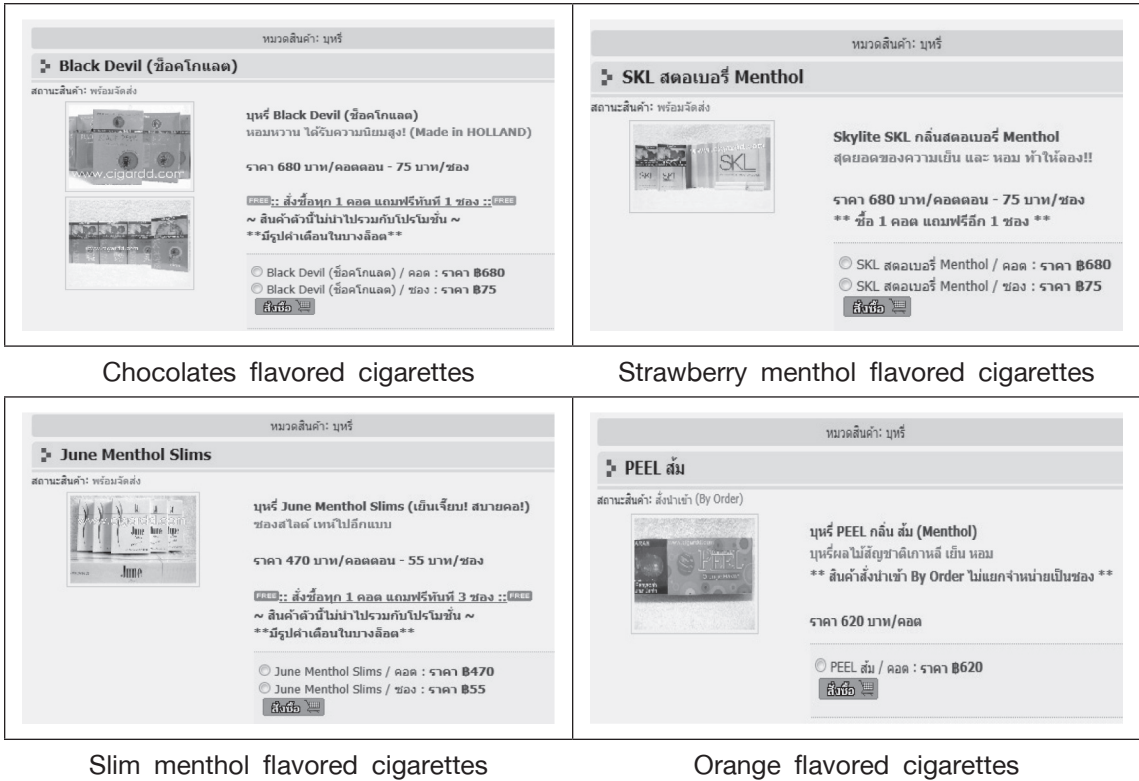 หมวดสินค้า: บุหรี่
Black Devil (ช็อคโกแลต)
สถานะสินค้า: พร้อมจัดส่ง
www.cigardd.com
บุหรี่ Black Devil (ช็อคโกแลต)
หอมหวาน ได้รับความนิยมสูง! (Made in HOLLAND)
ราคา 680 บาท/คอตตอน - 75 บาท/ซอง
FREE:: สั่งซื้อทุก 1 คอต แถมฟรีทันที 1 ซอง ::FREE
~ สินค้าตัวนี้ไม่นำไปรวมกับโปรโมชั่น ~
**มีรูปคำเตือนในบางล็อต**
Black Devil (ช็อคโกแลต) / คอต : ราคา ฿680
Black Devil (ช็อคโกแลต) / ซอง : ราคา ฿75
สั่งซื้อ
Chocolates flavored cigarettes
หมวดสินค้า: บุหรี่
SKL สตอเบอรี่ Menthol
สถานะสินค้า: พร้อมจัดส่ง
SKL
Skylite SKL กลิ่นสตอเบอรี่ Menthol
สุดยอดของความเย็น และ หอม ท้าให้ลอง!!
ราคา 680 บาท/คอตตอน - 75 บาท/ซอง
** ซื้อ 1 คอต แถมฟรีอีก 1 ซอง **
SKL สตอเบอรี่ Menthol / คอต : ราคา ฿680
SKL สตอเบอรี่ Menthol / ซอง : ราคา ฿75
สั่งซื้อ
Strawberry menthol flavored cigarettes
หมวดสินค้า: บุหรี่
June Menthol Slims
สถานะสินค้า: พร้อมจัดส่ง
June
บุหรี่ June Menthol Slims (เย็นเจี๊ยบ! สบายคอ!)
ซองสไลด์ เทห์ไปอีกแบบ
ราคา 470 บาท/คอตตอน - 55 บาท/ซอง
FREE:: สั่งซื้อทุก 1 คอต แถมฟรีทันที 3 ซอง ::FREE
~ สินค้าตัวนี้ไม่นำไปรวมกับโปรโมชั่น ~
**มีรูปคำเตือนในบางล็อต**
June Menthol Slims / คอต : ราคา ฿470
June Menthol Slims / ซอง : ราคา ฿55
สั่งซื้อ
Slim menthol flavored cigarettes
หมวดสินค้า: บุหรี่
PEEL ส้ม
สถานะสินค้า: สั่งนำเข้า (By Order)
PEEL
บุหรี่ PEEL กลิ่น ส้ม (Menthol)
บุหรี่ผลไม้สัญชาติเกาหลี เย็น หอม
** สินค้าสั่งนำเข้า By Order ไม่แยกจำหน่ายเป็นซอง **
ราคา 620 บาท/คอต
PEEL ส้ม / คอต : ราคา ฿620
สั่งซื้อ
Orange flavored cigarettes